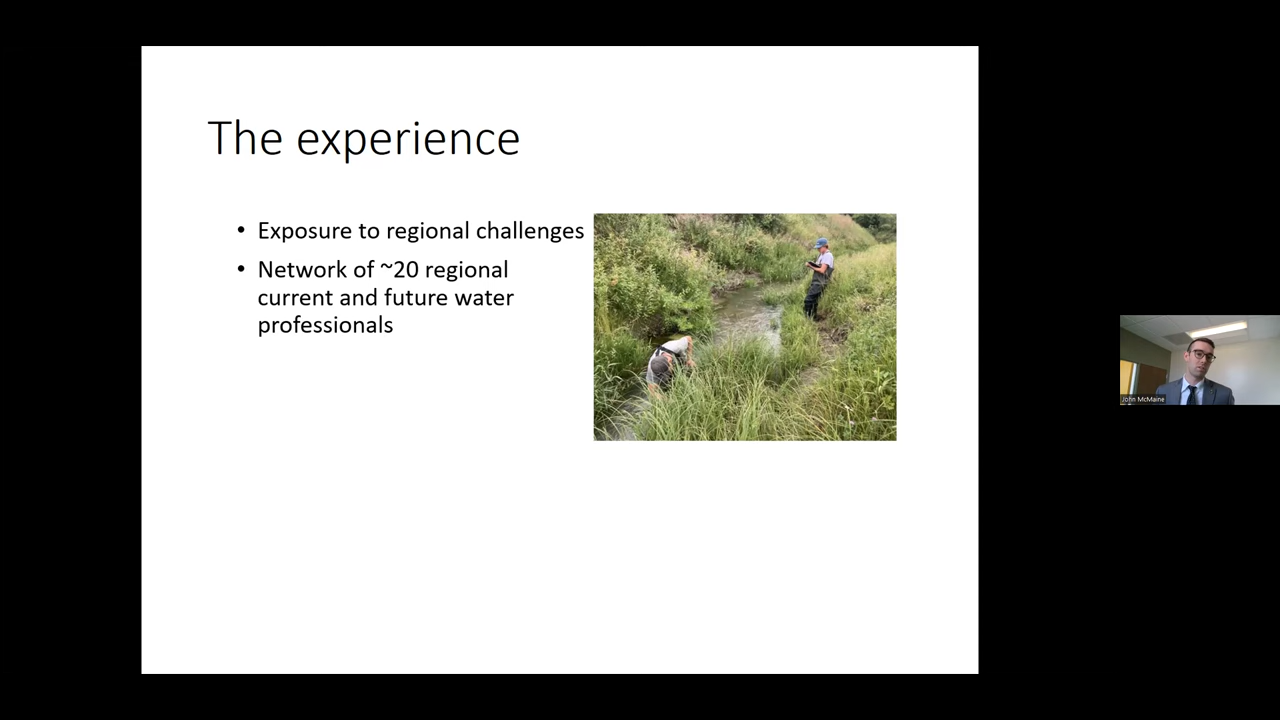 The experience
• Exposure to regional challenges
• Network of ~20 regional
current and future water
professionals
John McMaine